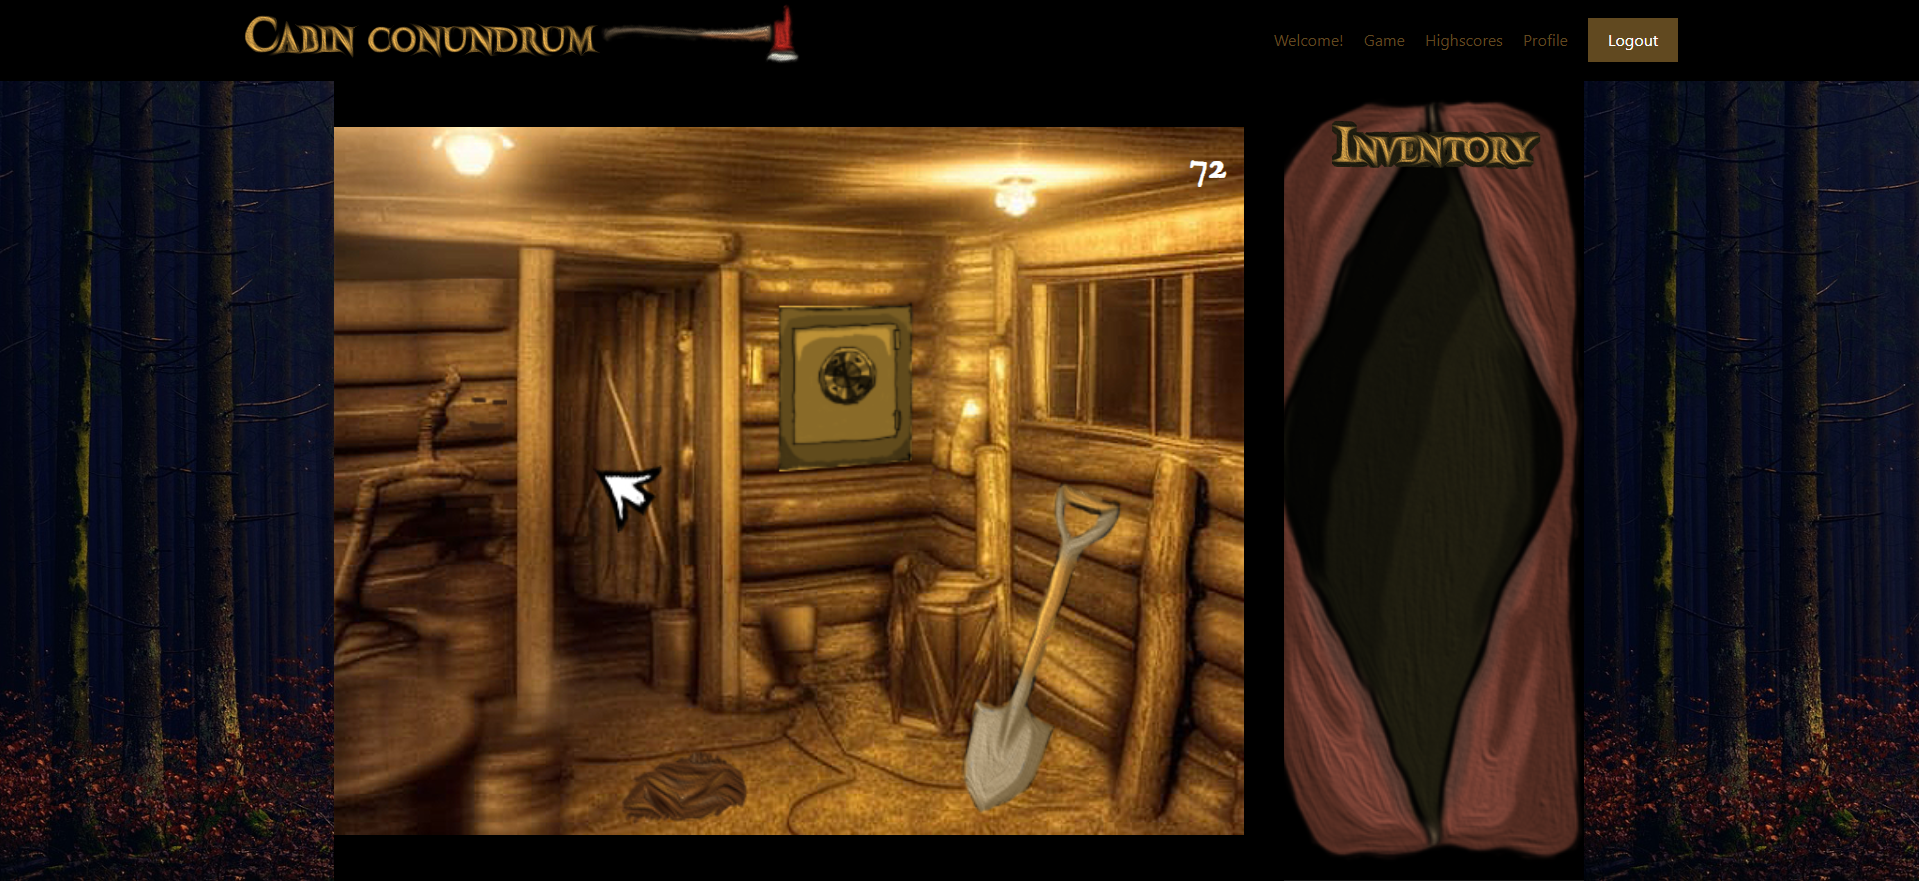 Cabin conundrum
Welcome!
Game
Highscores
Profile
Logout
72
Inventory